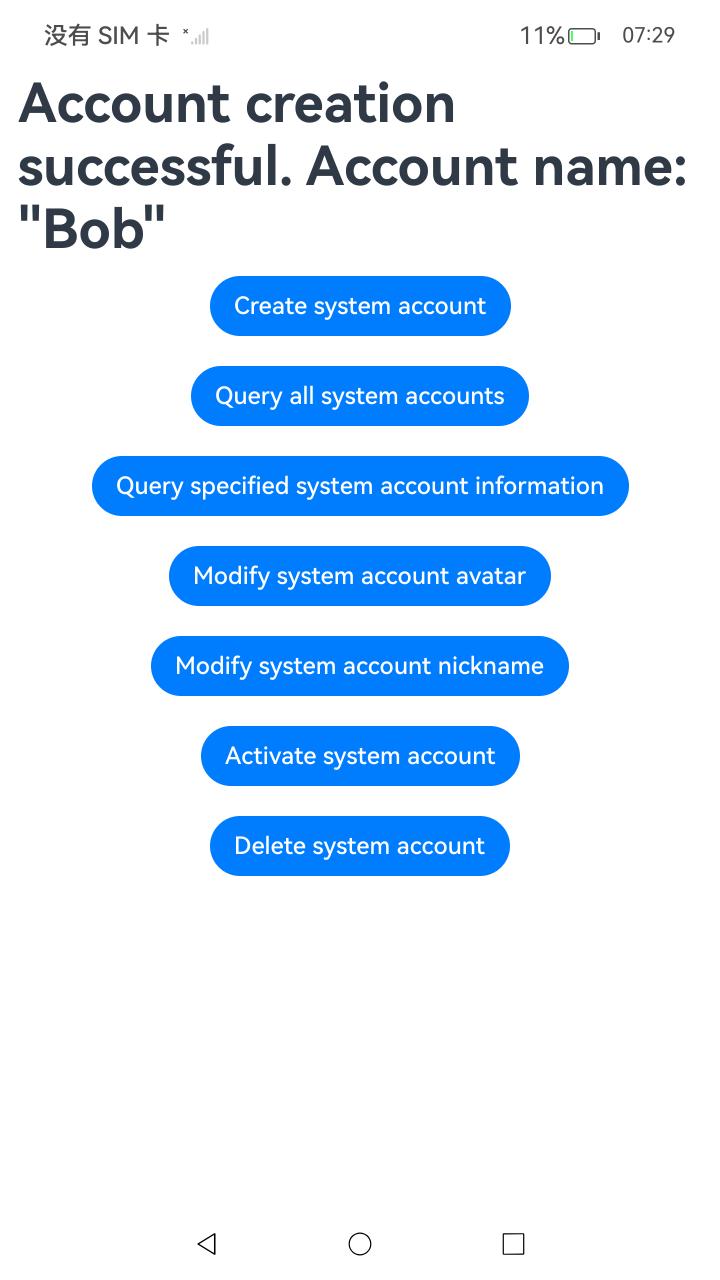 没有 SIM 卡
11%
07:29
Account creation
successful. Account name:
"Bob"
Create system account
Query all system accounts
Query specified system account information
Modify system account avatar
Modify system account nickname
Activate system account
Delete system account